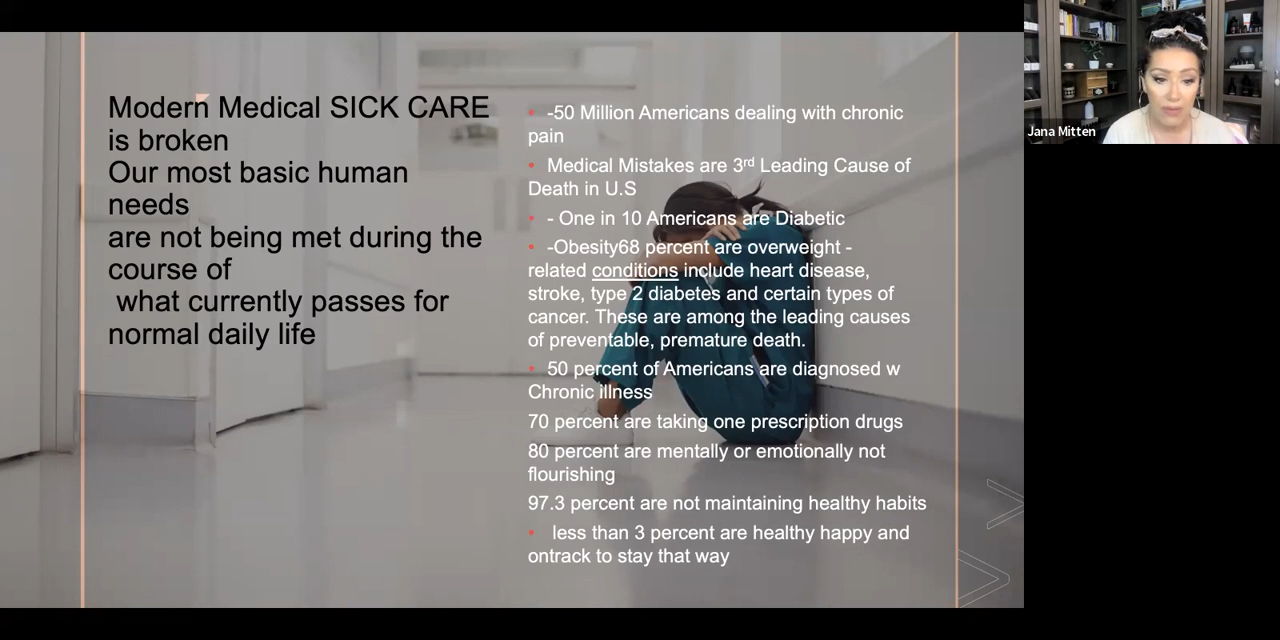 Modern Medical SICK CARE
is broken
Our most basic human
needs
are not being met during the
course of
what currently passes for
normal daily life
• -50 Million Americans dealing with chronic
pain
• Medical Mistakes are 3rd Leading Cause of
Death in U.S
• - One in 10 Americans are Diabetic
• -Obesity68 percent are overweight -
related conditions include heart disease,
stroke, type 2 diabetes and certain types of
cancer. These are among the leading causes
of preventable, premature death.
• 50 percent of Americans are diagnosed w
Chronic illness
70 percent are taking one prescription drugs
80 percent are mentally or emotionally not
flourishing
97.3 percent are not maintaining healthy habits
• less than 3 percent are healthy happy and
ontrack to stay that way
Jana Mitten